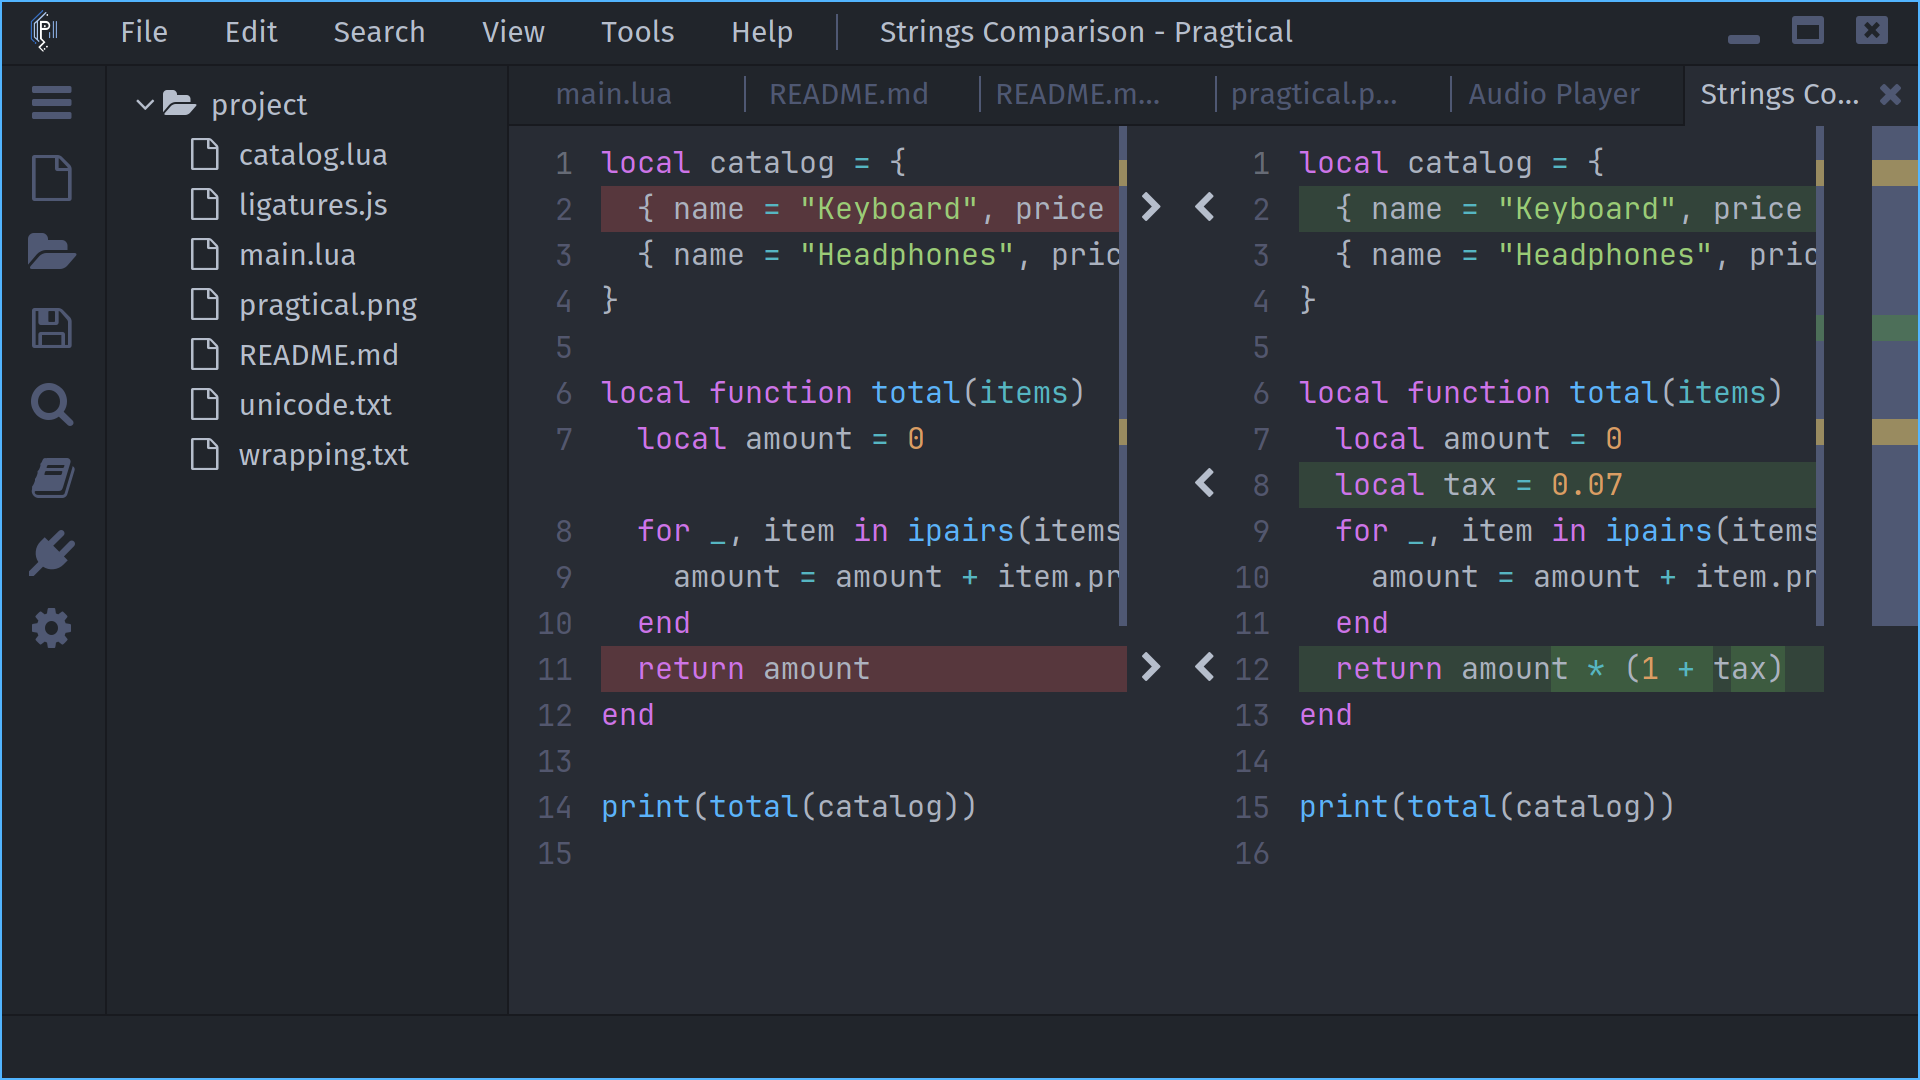 File Edit Search View Tools Help Strings Comparison - Pragtical
project
catalog.lua
ligatures.js
main.lua
pragtical.png
README.md
unicode.txt
wrapping.txt
main.lua README.md README.m... pragtical.p... Audio Player Strings Co...
1 local catalog = {
2 { name = "Keyboard", price
3 { name = "Headphones", pric
4 }
5
6 local function total(items)
7 local amount = 0
8 for _, item in ipairs(items
9 amount = amount + item.pr
10 end
11 return amount
12 end
13
14 print(total(catalog))
15
1 local catalog = {
2 { name = "Keyboard", price
3 { name = "Headphones", pric
4 }
5
6 local function total(items)
7 local amount = 0
8 local tax = 0.07
9 for _, item in ipairs(items
10 amount = amount + item.pr
11 end
12 return amount * (1 + tax)
13 end
14
15 print(total(catalog))
16